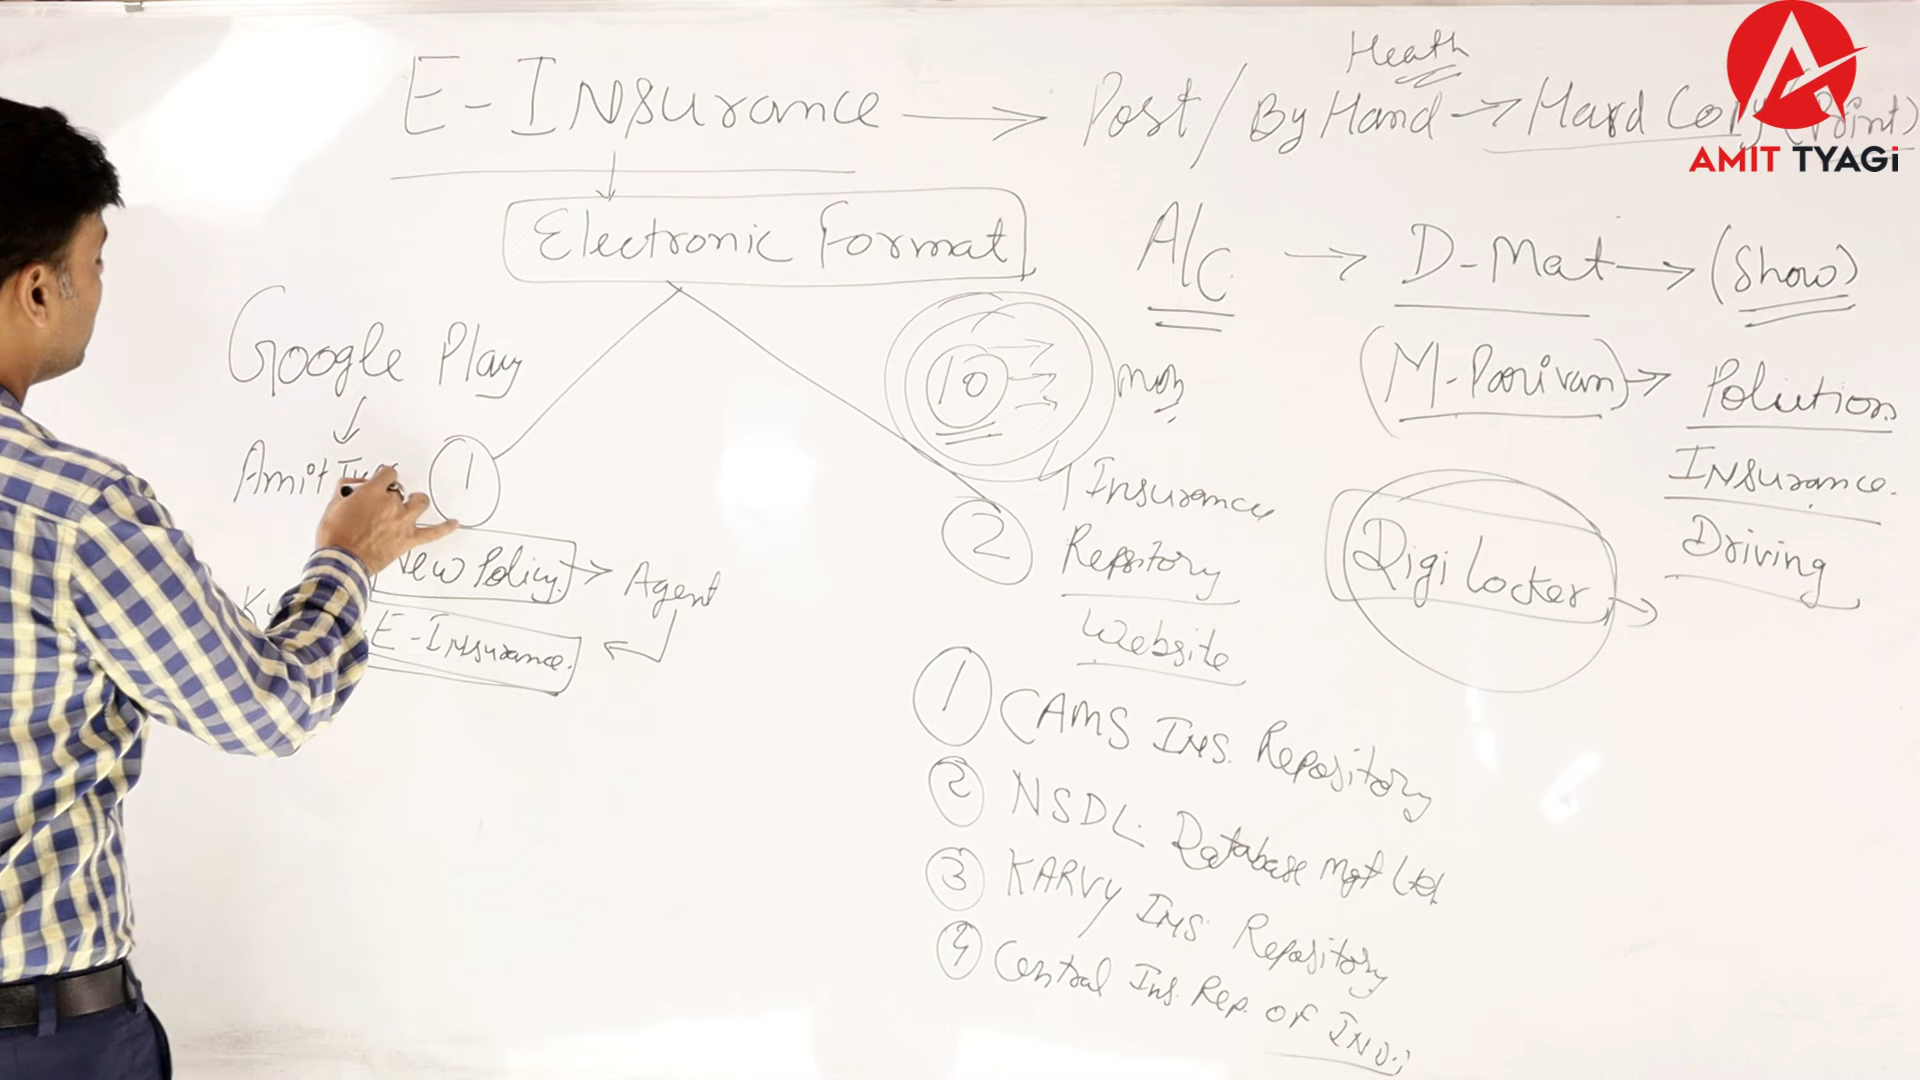 Heath
E-INsurance → Post/By Hand → Hard Copy (Print)
AMIT TYAGi
Electronic Format
A/C → D-Mat → (Show)
Google Play
10
(M-Parivan) → Polution
INsurance.
Driving
Amit
1
2
Insurance
Repository
Website
Digi Locker →
New Policy → Agent
E-INsurance.
1 CAMS INS. Repository
2 NSDL. Database Mgt Ltd.
3 KARVY INS. Repository
4 Central Ins. Rep. OF INDi